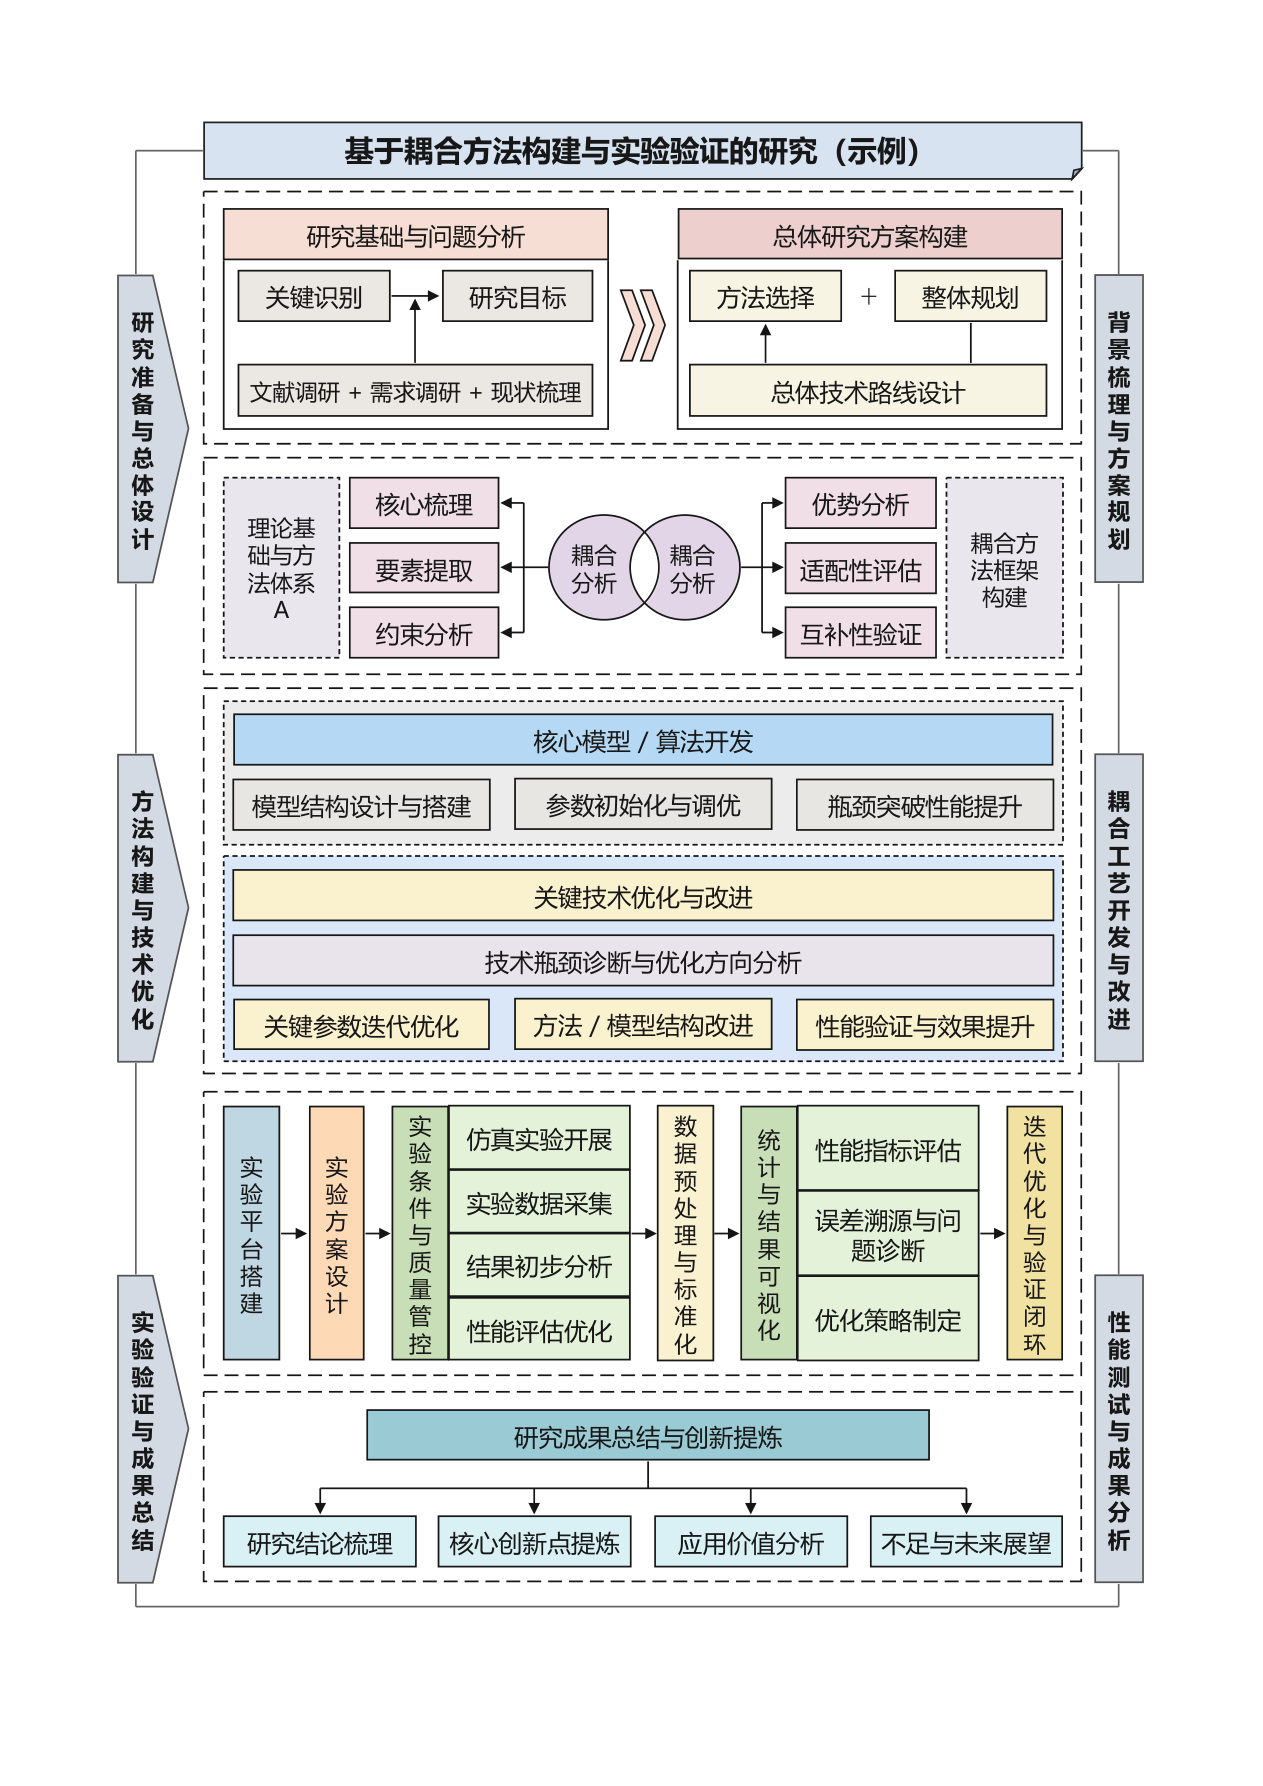 基于耦合方法构建与实验验证的研究（示例）
研究准备与总体设计
背景梳理与方案规划
研究基础与问题分析
关键识别
研究目标
文献调研 + 需求调研 + 现状梳理
总体研究方案构建
方法选择
+
整体规划
总体技术路线设计
理论基
础与方
法体系
A
核心梳理
要素提取
约束分析
耦合
分析
耦合
分析
优势分析
适配性评估
互补性验证
耦合方
法框架
构建
方法构建与技术优化
耦合工艺开发与改进
核心模型 / 算法开发
模型结构设计与搭建
参数初始化与调优
瓶颈突破性能提升
关键技术优化与改进
技术瓶颈诊断与优化方向分析
关键参数迭代优化
方法 / 模型结构改进
性能验证与效果提升
实验验证与成果总结
性能测试与成果分析
实验平台搭建
实验方案设计
实验条件与质量管控
仿真实验开展
实验数据采集
结果初步分析
性能评估优化
数据预处理与标准化
统计与结果可视化
性能指标评估
误差溯源与问
题诊断
优化策略制定
迭代优化与验证闭环
研究成果总结与创新提炼
研究结论梳理
核心创新点提炼
应用价值分析
不足与未来展望